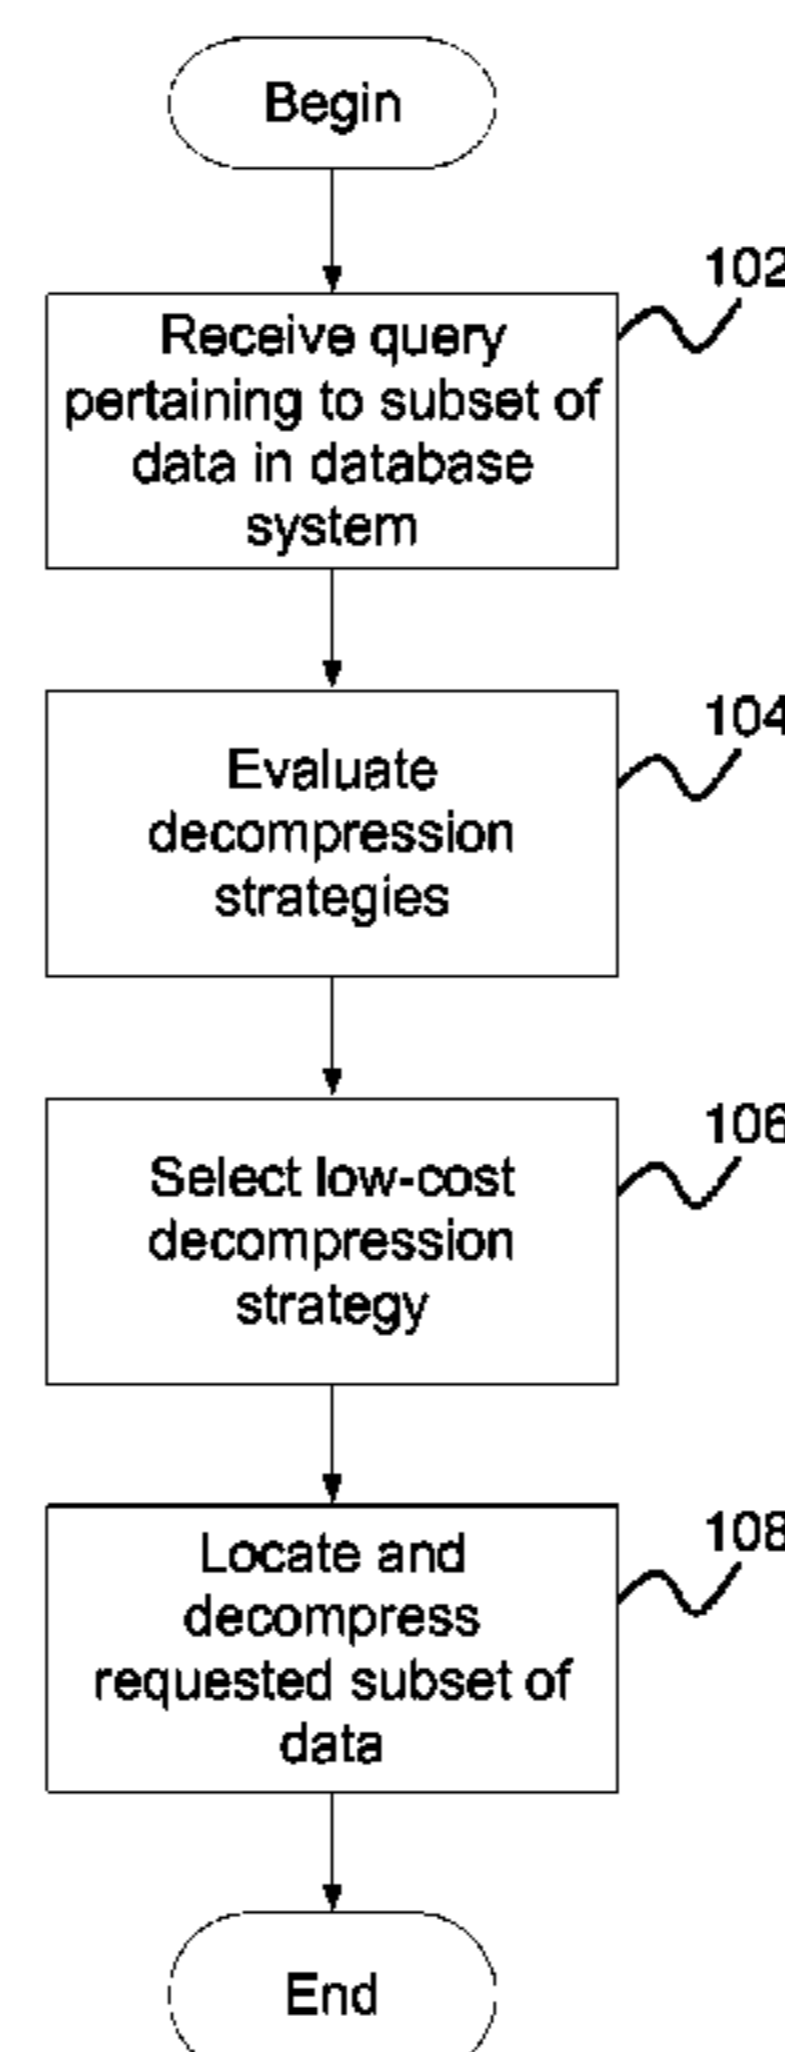 Begin
102
Receive query
pertaining to subset of
data in database
system
104
Evaluate
decompression
strategies
106
Select low-cost
decompression
strategy
108
Locate and
decompress
requested subset of
data
End